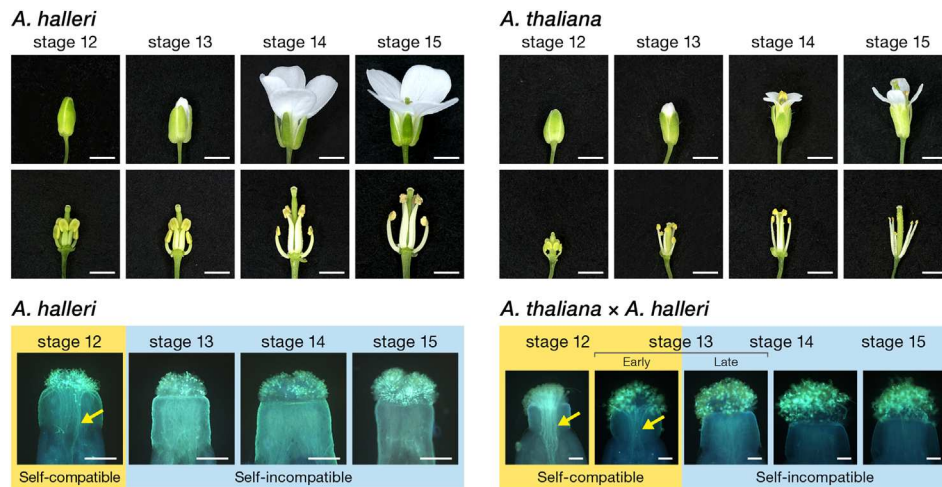 A. halleri
stage 12 stage 13 stage 14 stage 15
A. thaliana
stage 12 stage 13 stage 14 stage 15
A. halleri
stage 12 stage 13 stage 14 stage 15
Self-compatible Self-incompatible
A. thaliana × A. halleri
stage 12 stage 13 stage 14 stage 15
Early Late
Self-compatible Self-incompatible